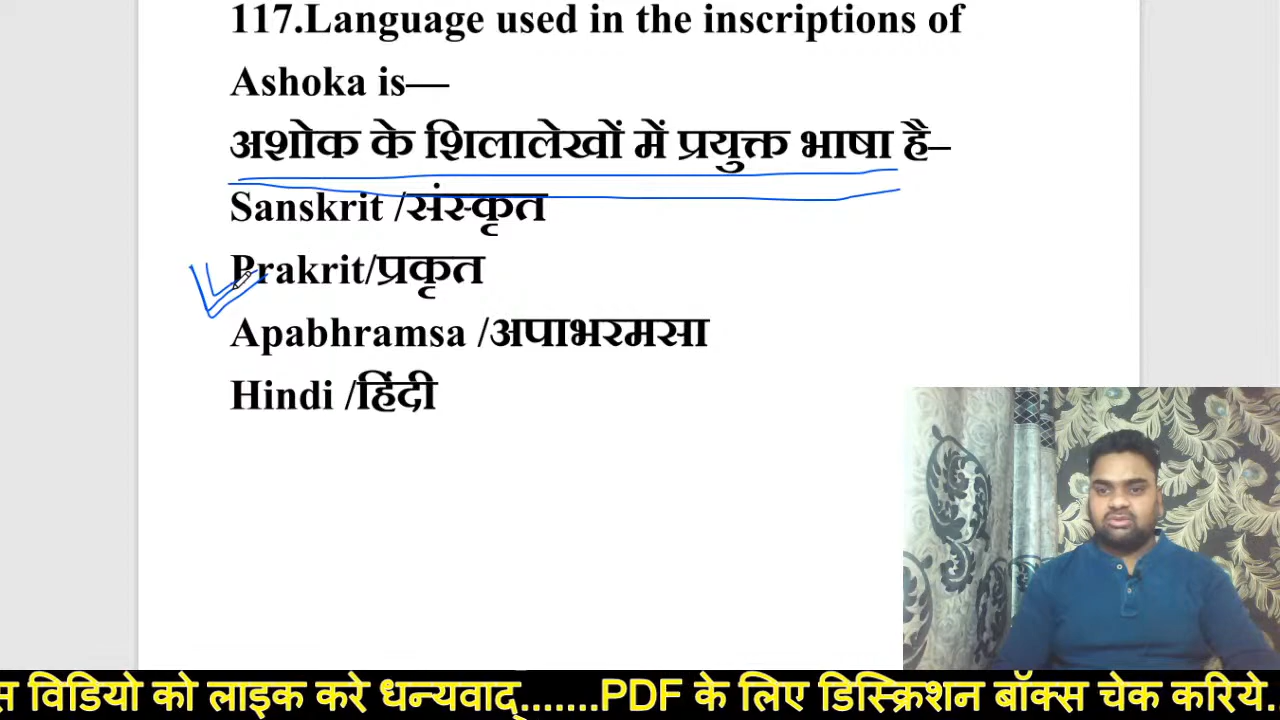 117.Language used in the inscriptions of
Ashoka is—
अशोक के शिलालेखों में प्रयुक्त भाषा है–
Sanskrit /संस्कृत
Prakrit/प्रकृत
Apabhramsa /अपाभरमसा
Hindi /हिंदी
स विडियो को लाइक करे धन्यवाद्.......PDF के लिए डिस्क्रिशन बॉक्स चेक करिये.